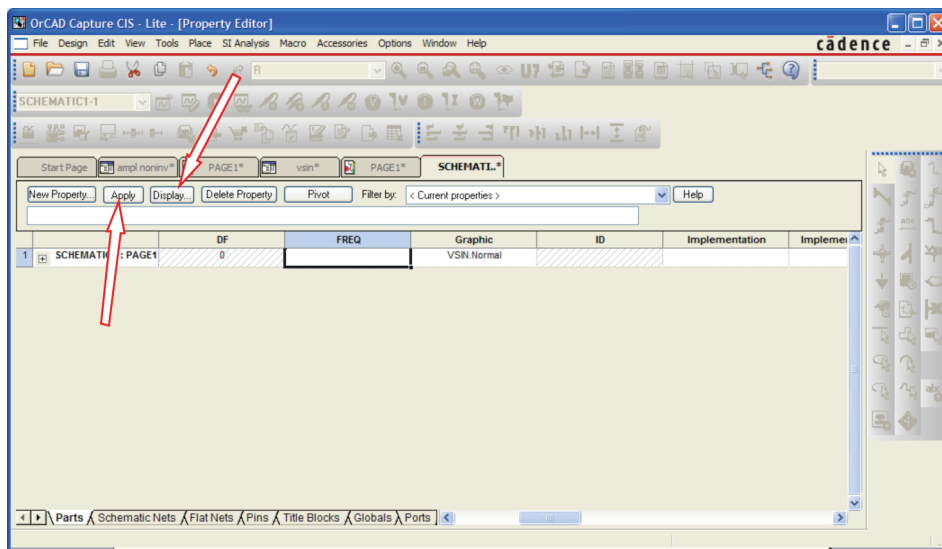 OrCAD Capture CIS - Lite - [Property Editor]
File Design Edit View Tools Place SI Analysis Macro Accessories Options Window Help
cādence
R
U?
SCHEMATIC1-1
Start Page ampl noninv* PAGE1* vsin* PAGE1* SCHEMATI..*
New Property... Apply Display... Delete Property Pivot Filter by: < Current properties > Help
DF FREQ Graphic ID Implementation Implemen
1 SCHEMATIC : PAGE1 0 VSIN.Normal
abc
abc
Parts Schematic Nets Flat Nets Pins Title Blocks Globals Ports